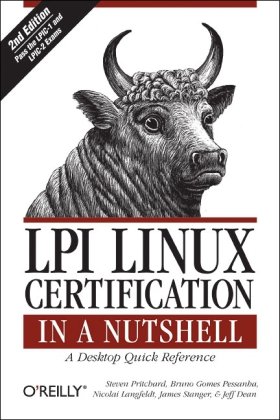 2nd Edition
Pass the LPIC-1 and
LPIC-2 Exams
LPI LINUX
CERTIFICATION
IN A NUTSHELL
A Desktop Quick Reference
O'REILLY®
Steven Pritchard, Bruno Gomes Pessanha,
Nicolai Langfeldt, James Stanger, & Jeff Dean